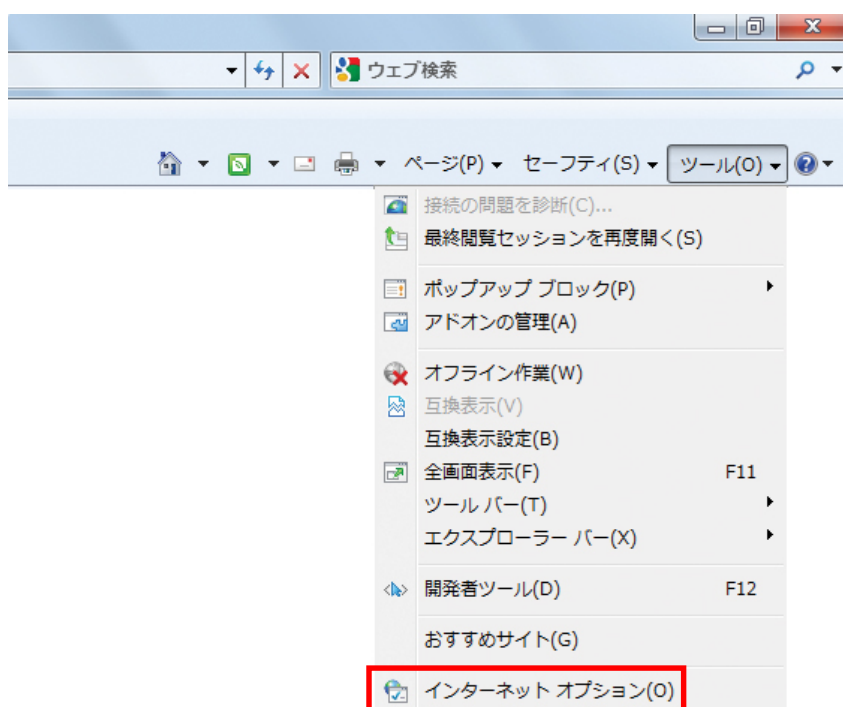 ウェブ検索
ページ(P) セーフティ(S) ツール(O)
接続の問題を診断(C)...
最終閲覧セッションを再度開く(S)
ポップアップ ブロック(P)
アドオンの管理(A)
オフライン作業(W)
互換表示(V)
互換表示設定(B)
全画面表示(F) F11
ツール バー(T)
エクスプローラー バー(X)
開発者ツール(D) F12
おすすめサイト(G)
インターネット オプション(O)